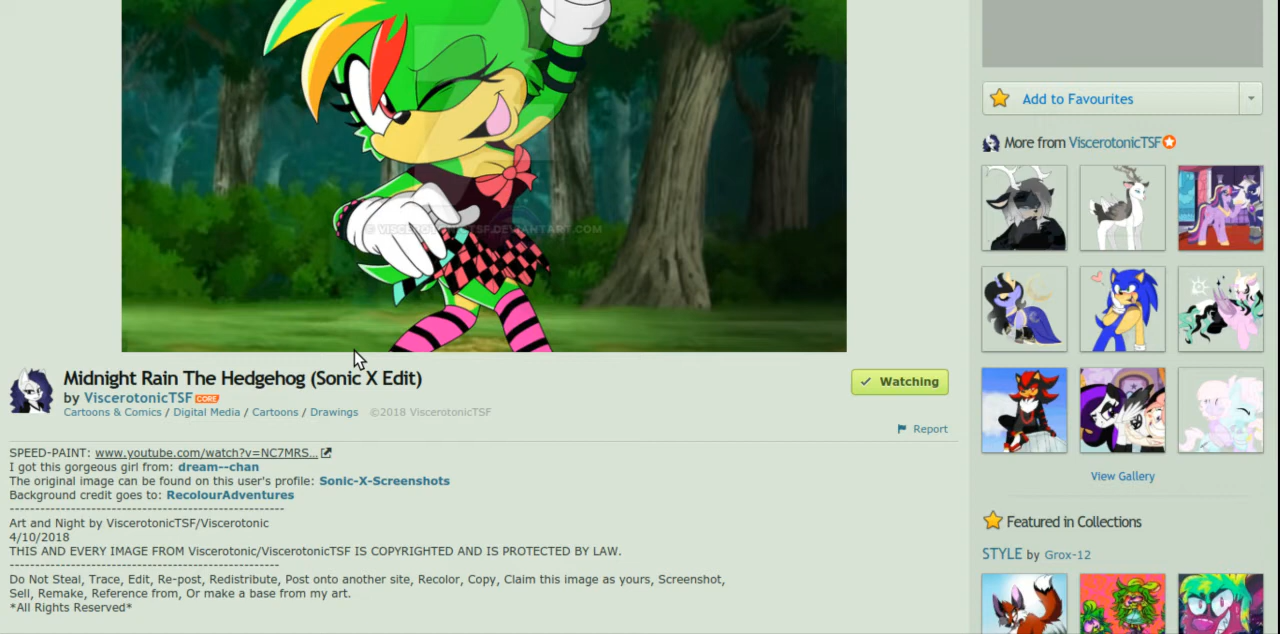 © VISCEROTONICTSF.DEVIANTART.COM
Add to Favourites
More from ViscerotonicTSF
Midnight Rain The Hedgehog (Sonic X Edit)
by ViscerotonicTSF CORE
Watching
Cartoons & Comics / Digital Media / Cartoons / Drawings ©2018 ViscerotonicTSF
Report
SPEED-PAINT: www.youtube.com/watch?v=NC7MRS...
I got this gorgeous girl from: dream--chan
The original image can be found on this user's profile: Sonic-X-Screenshots
Background credit goes to: RecolourAdventures
------------------------------------------------------
Art and Night by ViscerotonicTSF/Viscerotonic
4/10/2018
THIS AND EVERY IMAGE FROM Viscerotonic/ViscerotonicTSF IS COPYRIGHTED AND IS PROTECTED BY LAW.
-----------------------------------------------------
Do Not Steal, Trace, Edit, Re-post, Redistribute, Post onto another site, Recolor, Copy, Claim this image as yours, Screenshot,
Sell, Remake, Reference from, Or make a base from my art.
*All Rights Reserved*
View Gallery
Featured in Collections
STYLE by Grox-12